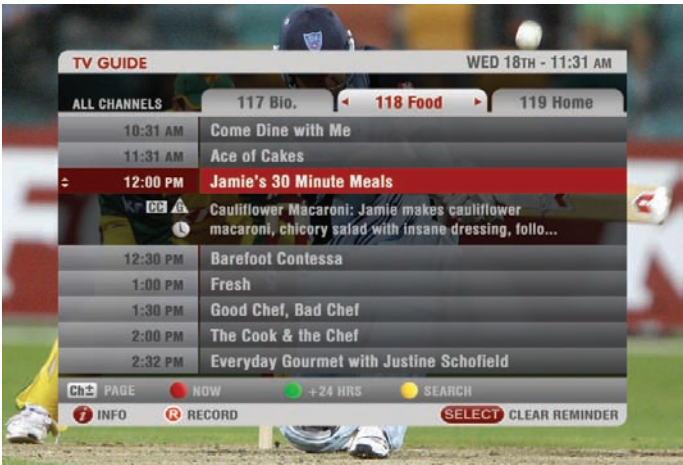 TV GUIDE WED 18TH - 11:31 AM
ALL CHANNELS 117 Bio. 118 Food 119 Home
10:31 AM Come Dine with Me
11:31 AM Ace of Cakes
12:00 PM Jamie's 30 Minute Meals
CC G Cauliflower Macaroni: Jamie makes cauliflower
macaroni, chicory salad with insane dressing, follo...
12:30 PM Barefoot Contessa
1:00 PM Fresh
1:30 PM Good Chef, Bad Chef
2:00 PM The Cook & the Chef
2:32 PM Everyday Gourmet with Justine Schofield
Ch± PAGE NOW +24 HRS SEARCH
i INFO R RECORD SELECT CLEAR REMINDER